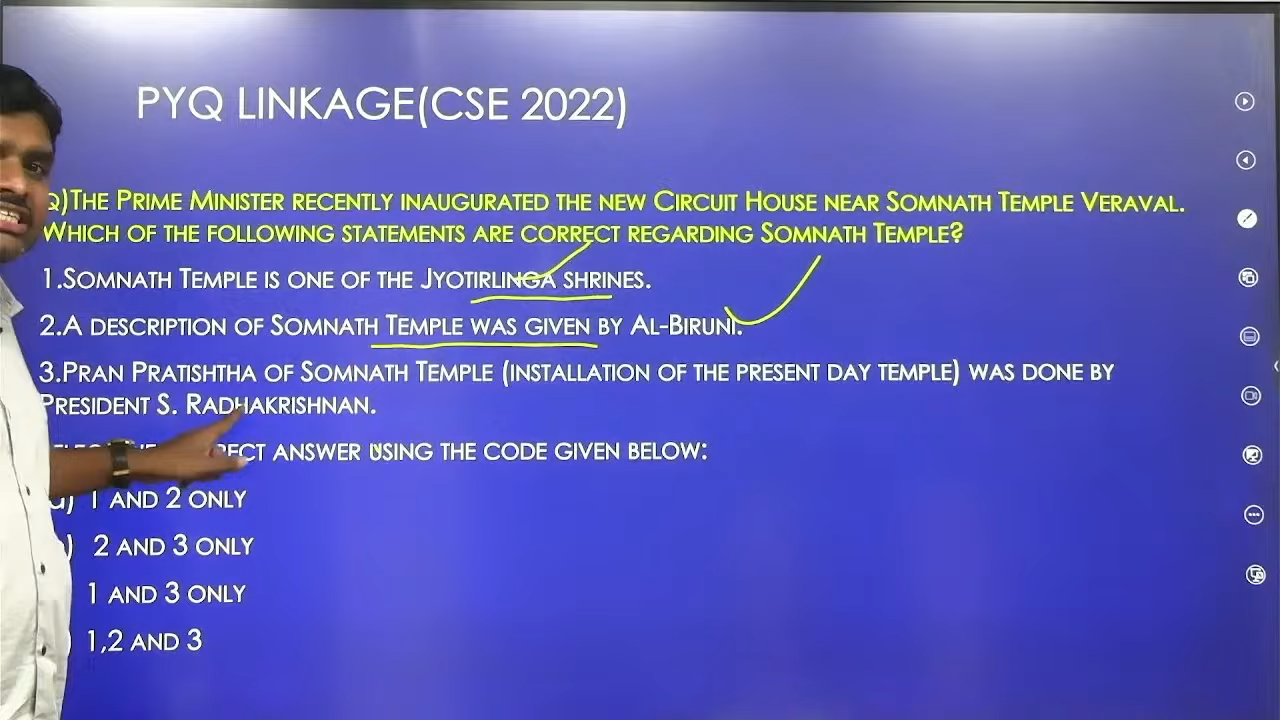 PYQ LINKAGE(CSE 2022)
Q)THE PRIME MINISTER RECENTLY INAUGURATED THE NEW CIRCUIT HOUSE NEAR SOMNATH TEMPLE VERAVAL.
WHICH OF THE FOLLOWING STATEMENTS ARE CORRECT REGARDING SOMNATH TEMPLE?
1.SOMNATH TEMPLE IS ONE OF THE JYOTIRLINGA SHRINES.
2.A DESCRIPTION OF SOMNATH TEMPLE WAS GIVEN BY AL-BIRUNI.
3.PRAN PRATISHTHA OF SOMNATH TEMPLE (INSTALLATION OF THE PRESENT DAY TEMPLE) WAS DONE BY
PRESIDENT S. RADHAKRISHNAN.
ANSWER USING THE CODE GIVEN BELOW:
1 AND 2 ONLY
2 AND 3 ONLY
1 AND 3 ONLY
1,2 AND 3